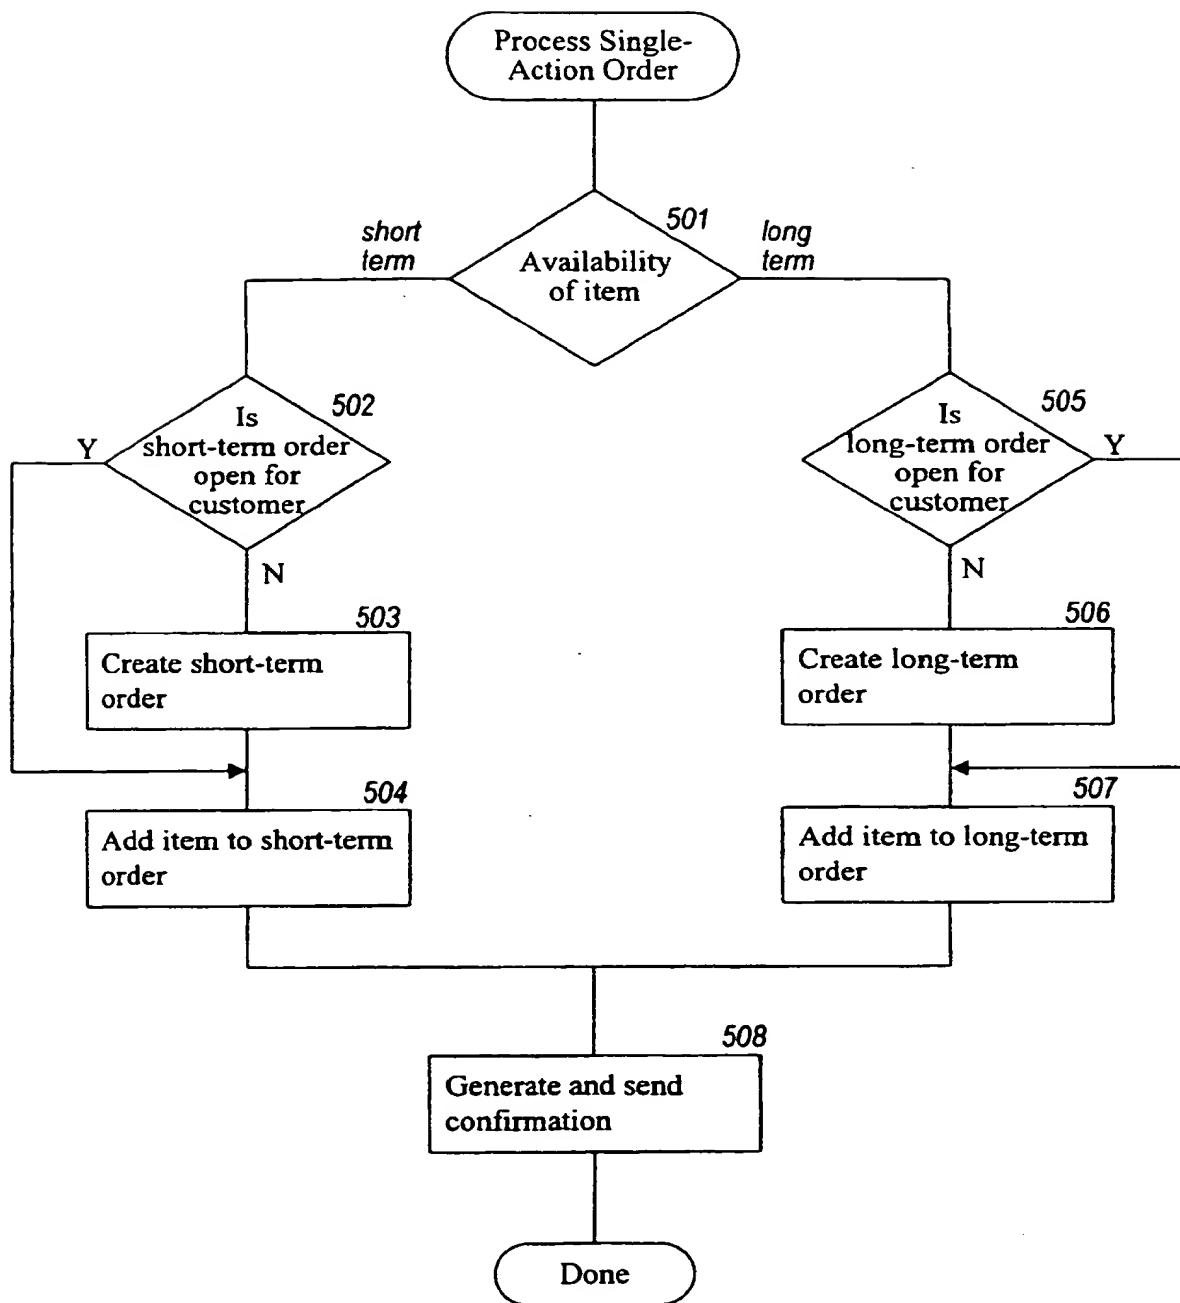 Process Single-
Action Order
501
short
term
long
term
Availability
of item
502
Is
short-term order
open for
customer
Y
N
505
Is
long-term order
open for
customer
Y
N
503
Create short-term
order
506
Create long-term
order
504
Add item to short-term
order
507
Add item to long-term
order
508
Generate and send
confirmation
Done